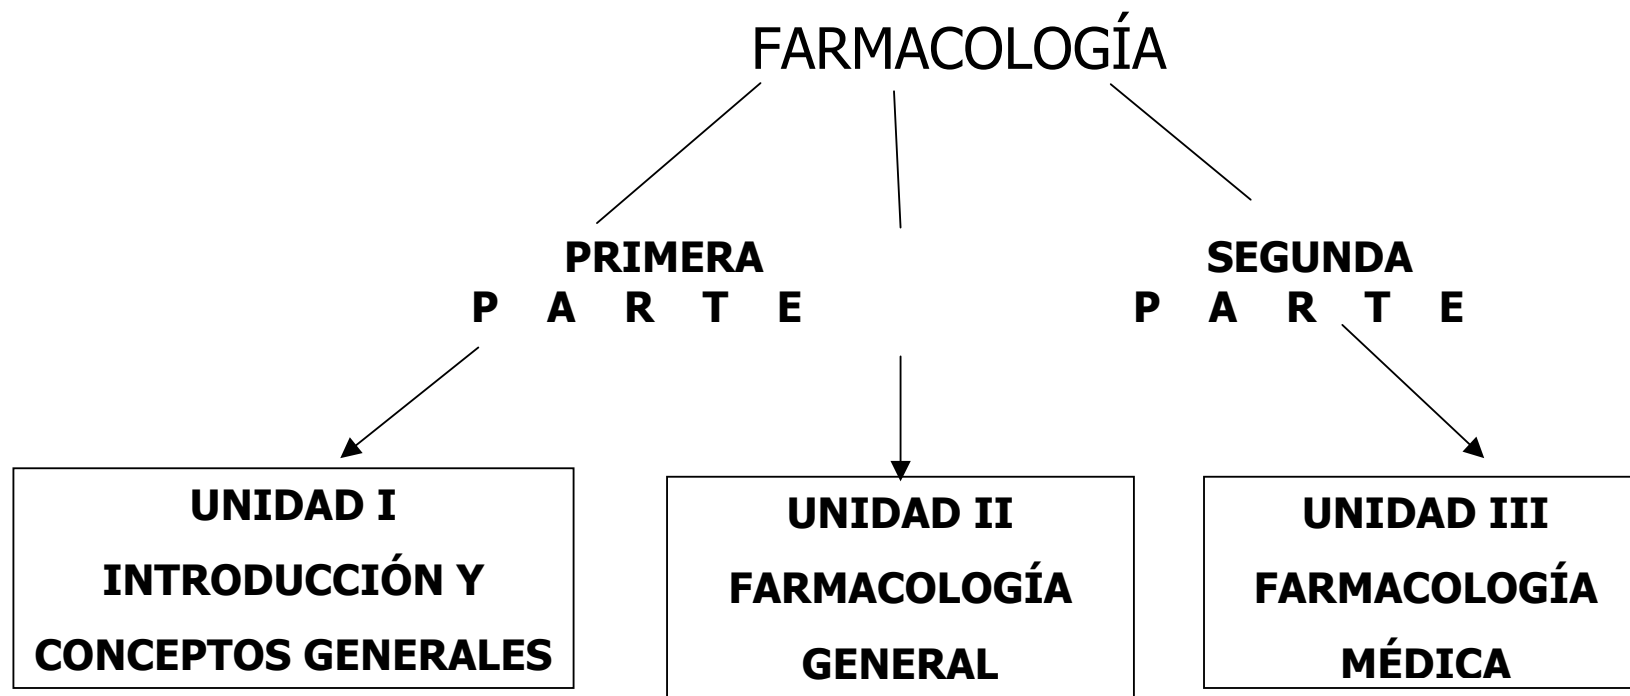 FARMACOLOGÍA
PRIMERA
P A R T E
SEGUNDA
P A R T E
UNIDAD I
INTRODUCCIÓN Y
CONCEPTOS GENERALES
UNIDAD II
FARMACOLOGÍA
GENERAL
UNIDAD III
FARMACOLOGÍA
MÉDICA